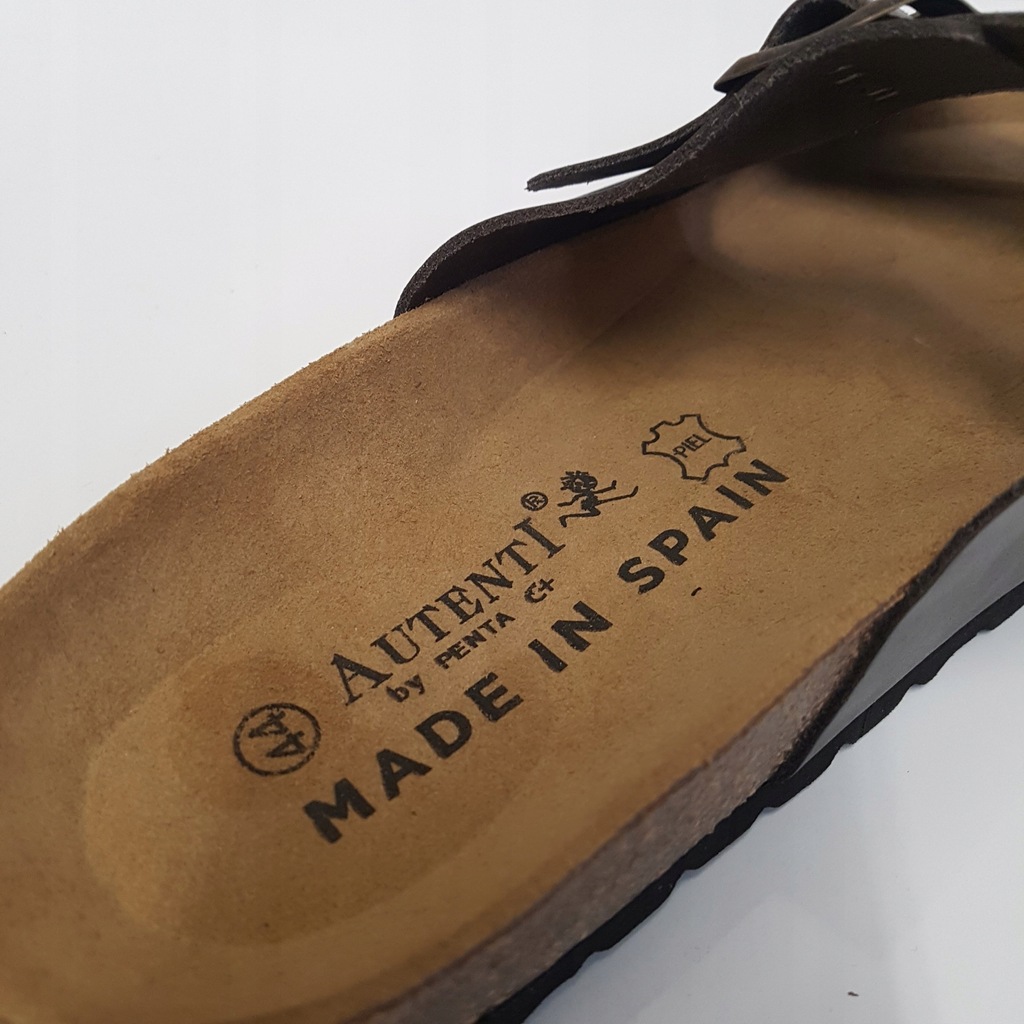 44
AUTENTI®
by PENTA C+
MADE IN SPAIN
PIEL